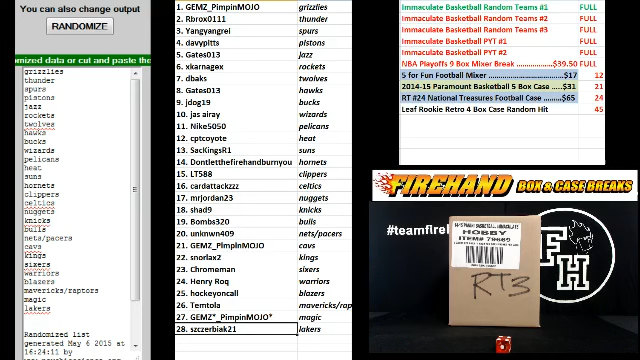 You can also change output
RANDOMIZE
omized data or cut and paste the
grizzlies
thunder
spurs
pistons
jazz
rockets
twolves
hawks
bucks
wizards
pelicans
heat
suns
hornets
clippers
celtics
nuggets
knicks
bulls
nets/pacers
cavs
kings
sixers
warriors
blazers
mavericks/raptors
magic
lakers
Randomized list
generated May 6 2015 at
16:24:11 by
1. GEMZ_PimpinMOJO grizzlies
2. Rbrox0111 thunder
3. Yangyangrei spurs
4. davypitts pistons
5. Gates013 jazz
6. xkarnagex rockets
7. dbaks twolves
8. Gates013 hawks
9. jdog19 bucks
10. jas airay wizards
11. Nike5050 pelicans
12. cptcoyote heat
13. SacKingsR1 suns
14. Dontletthefirehandburnyou hornets
15. LT588 clippers
16. cardattackzzz celtics
17. mrjordan23 nuggets
18. shad9 knicks
19. Bombs320 bulls
20. unknwn409 nets/pacers
21. GEMZ_PimpinMOJO cavs
22. snorlax2 kings
23. Chromeman sixers
24. Henry Roq warriors
25. hockeyoncall blazers
26. Temtola mavericks/rap
27. GEMZ*_PimpinMOJO* magic
28. szczerbiak21 lakers
Immaculate Basketball Random Teams #1 FULL
Immaculate Basketball Random Teams #2 FULL
Immaculate Basketball Random Teams #3 FULL
Immaculate Basketball PYT #1 FULL
Immaculate Basketball PYT #2 FULL
NBA Playoffs 9 Box Mixer Break ........$39.50 FULL
5 for Fun Football Mixer ..................$17 12
2014-15 Paramount Basketball 5 Box Case .....$31 21
RT #24 National Treasures Football Case ........$65 24
Leaf Rookie Retro 4 Box Case Random Hit 45
FIREHAND BOX & CASE BREAKS
#teamfirel
HOBBY
RT3
FH